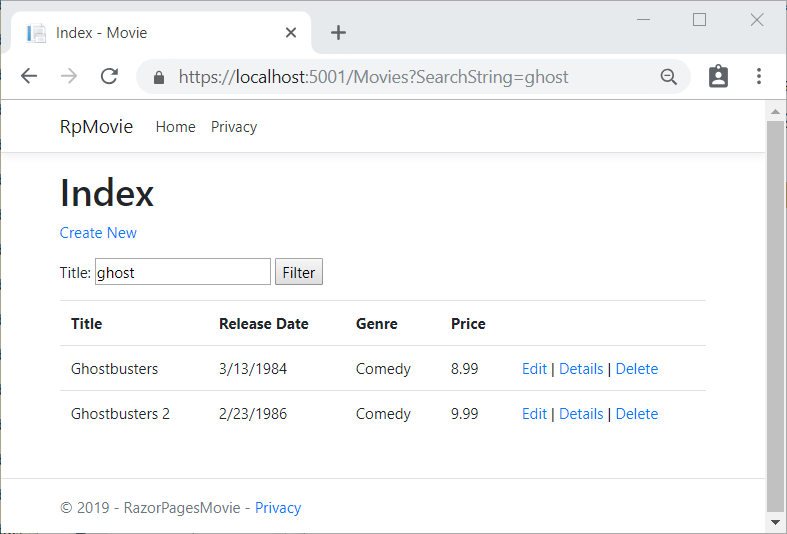 Index - Movie
https://localhost:5001/Movies?SearchString=ghost
RpMovie Home Privacy
Index
Create New
Title: ghost Filter
Title Release Date Genre Price
Ghostbusters 3/13/1984 Comedy 8.99 Edit | Details | Delete
Ghostbusters 2 2/23/1986 Comedy 9.99 Edit | Details | Delete
© 2019 - RazorPagesMovie - Privacy